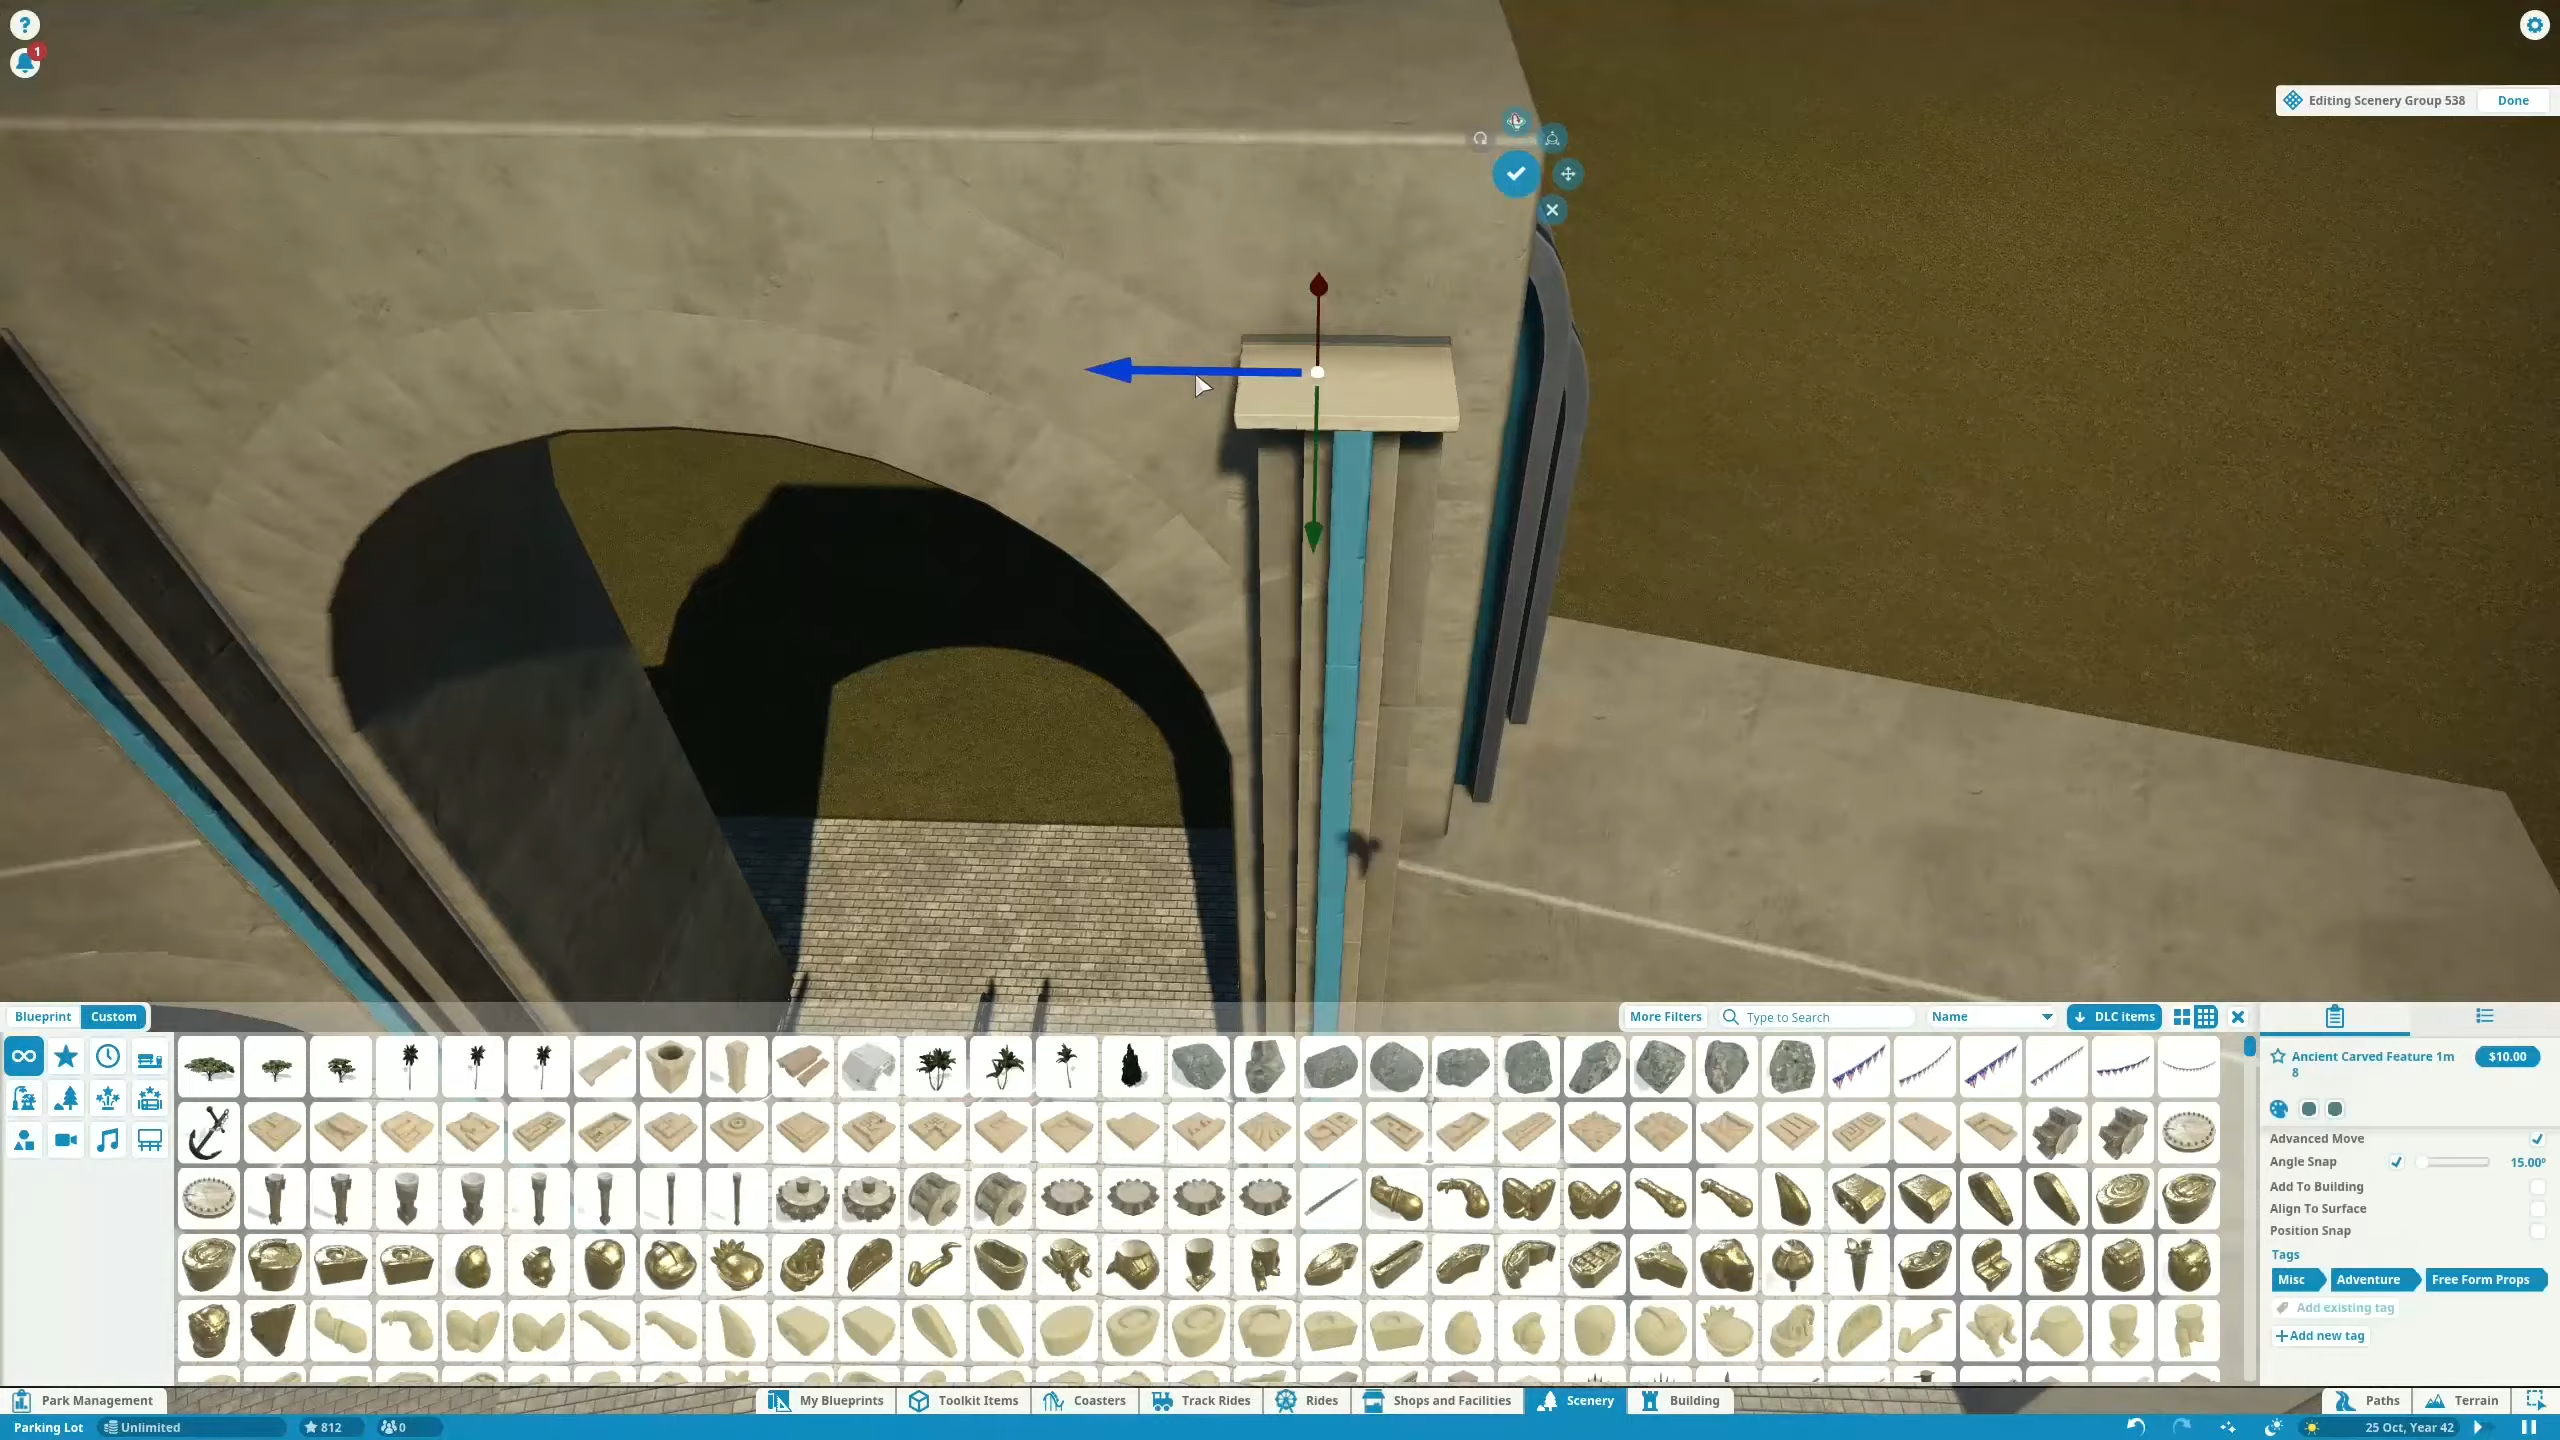 ?
1
Editing Scenery Group 538
Done
Blueprint
Custom
More Filters
Type to Search
Name
DLC items
Ancient Carved Feature 1m
8
$10.00
Advanced Move
Angle Snap
15.00°
Add To Building
Align To Surface
Position Snap
Tags
Misc
Adventure
Free Form Props
Add existing tag
+Add new tag
Park Management
My Blueprints
Toolkit Items
Coasters
Track Rides
Rides
Shops and Facilities
Scenery
Building
Paths
Terrain
Parking Lot
Unlimited
812
0
25 Oct, Year 42